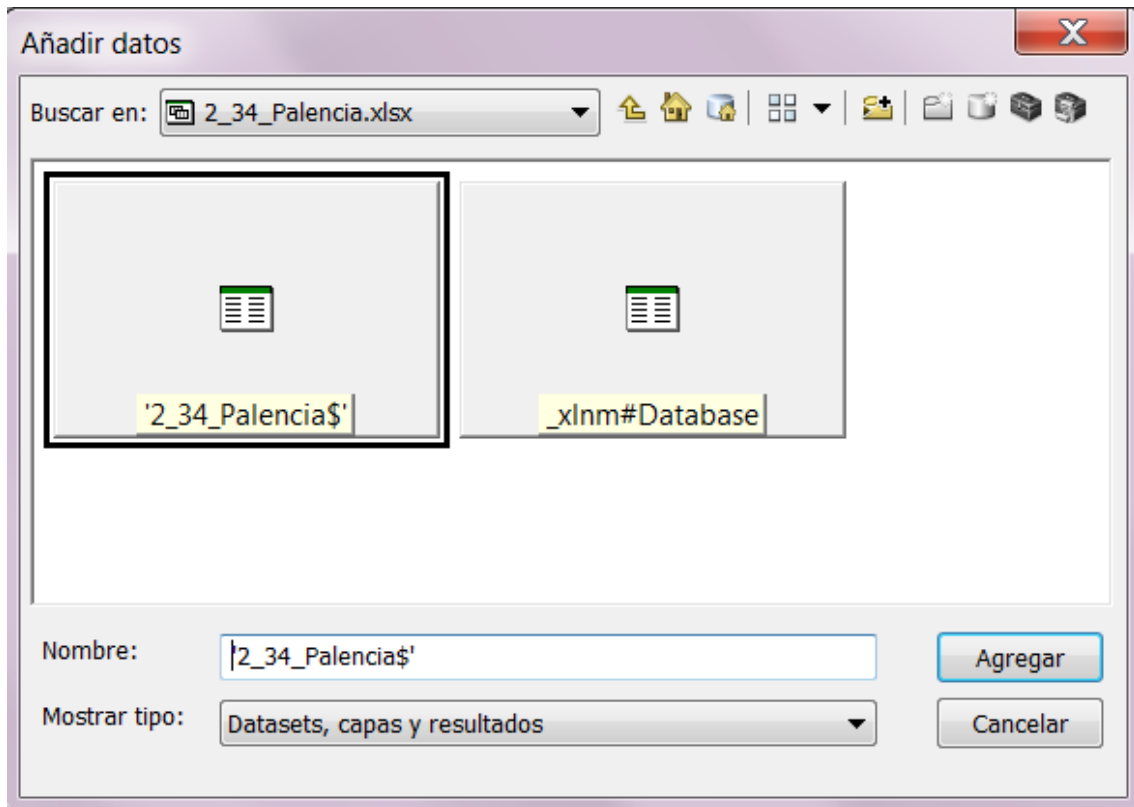 Añadir datos
X
Buscar en: 2_34_Palencia.xlsx
'2_34_Palencia$' _xlnm#Database
Nombre: '2_34_Palencia$' Agregar
Mostrar tipo: Datasets, capas y resultados Cancelar